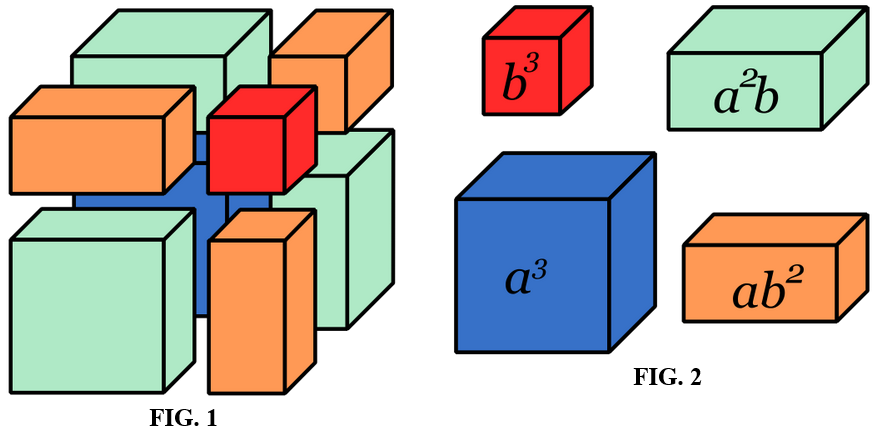 b³
a²b
a³
ab²
FIG. 2
FIG. 1